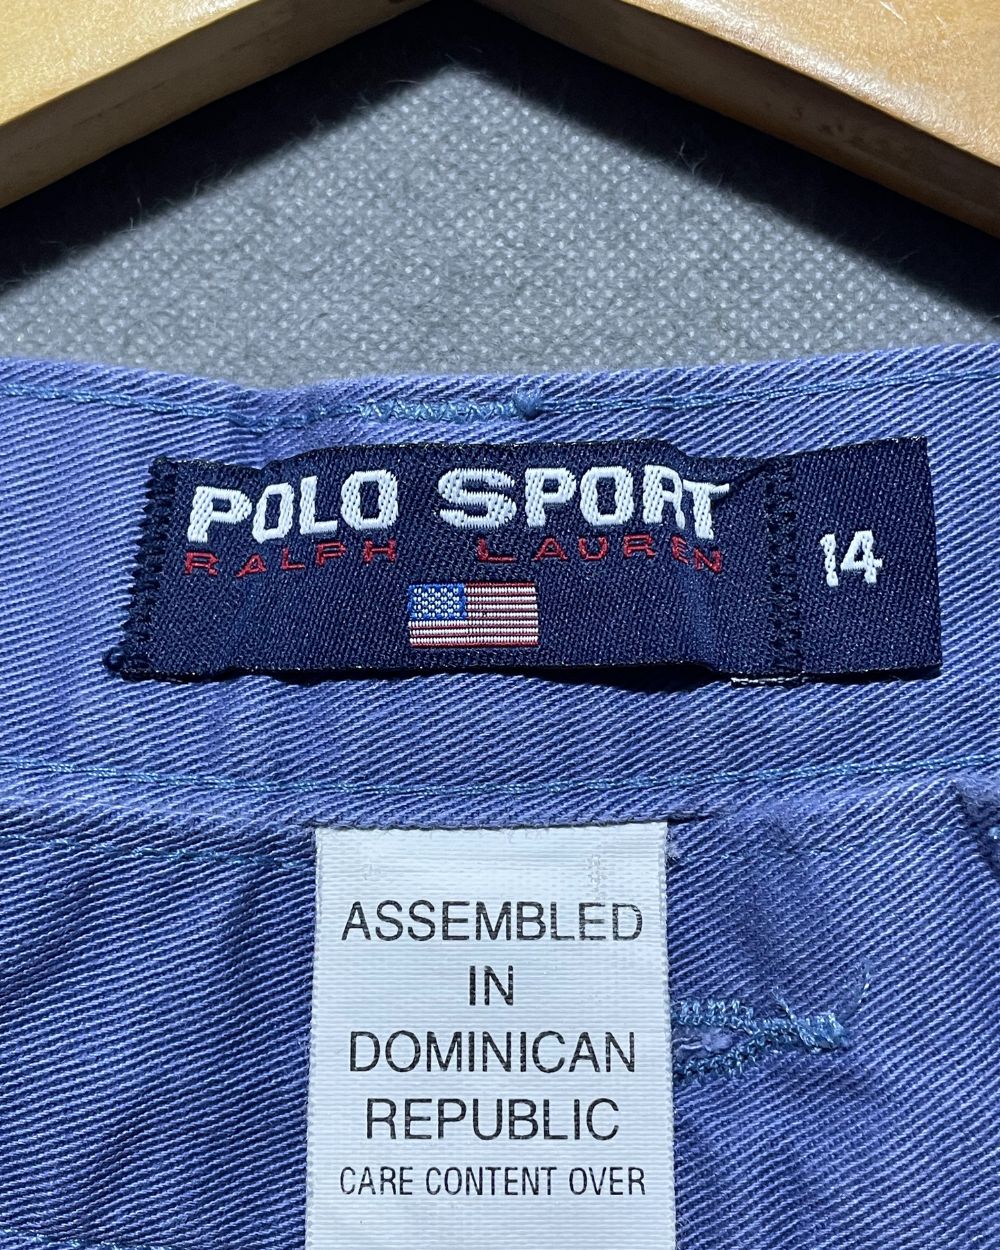 POLO SPORT
RALPH LAUREN
14
ASSEMBLED
IN
DOMINICAN
REPUBLIC
CARE CONTENT OVER